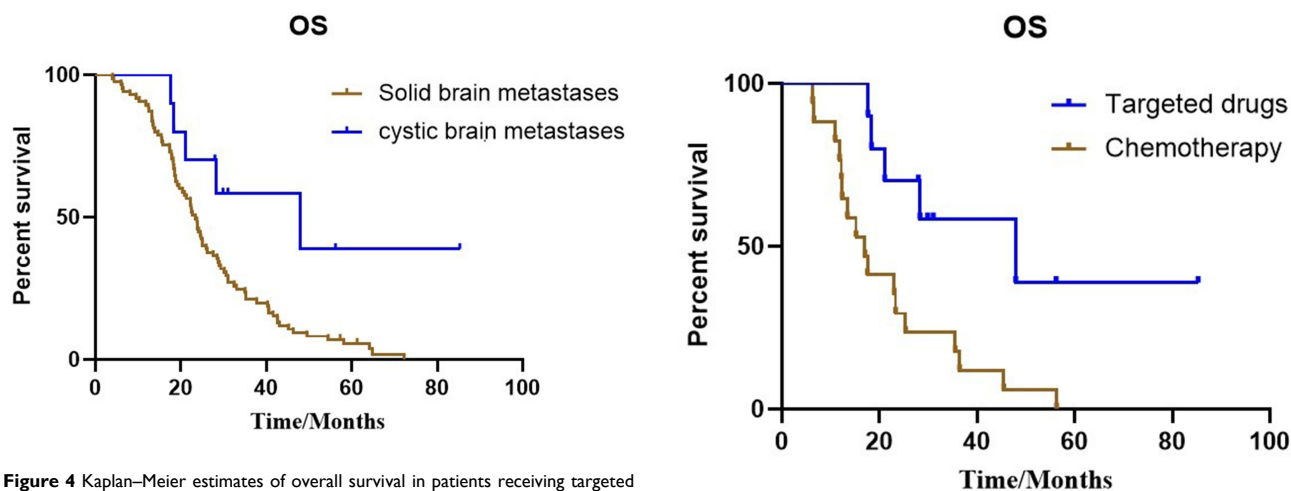 OS
100
50
0
Percent survival
Solid brain metastases
cystic brain metastases
0 20 40 60 80 100
Time/Months
Figure 4 Kaplan–Meier estimates of overall survival in patients receiving targeted
OS
100
50
0
Percent survival
Targeted drugs
Chemotherapy
0 20 40 60 80 100
Time/Months